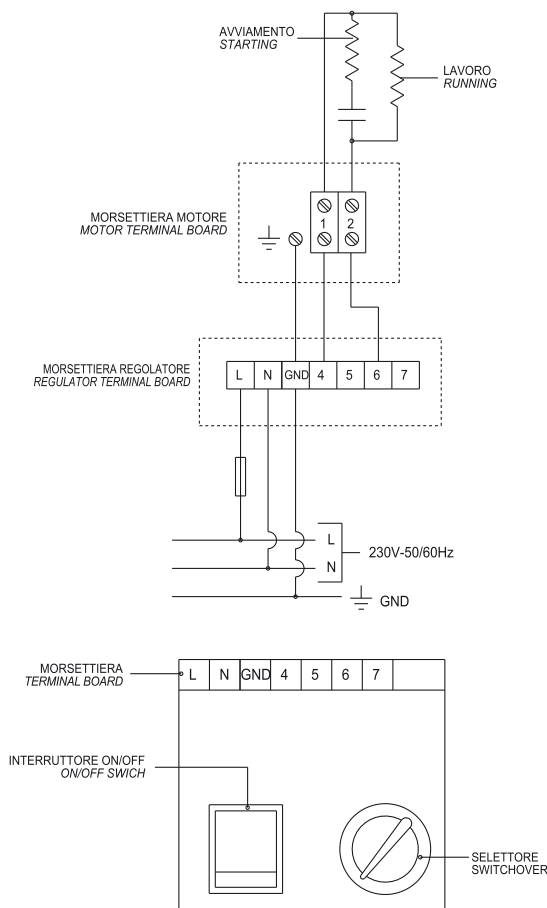 AVVIAMENTO
STARTING
LAVORO
RUNNING
MORSETTIERA MOTORE
MOTOR TERMINAL BOARD
1 2
MORSETTIERA REGOLATORE
REGULATOR TERMINAL BOARD
L N GND 4 5 6 7
L
230V-50/60Hz
N
GND
MORSETTIERA
TERMINAL BOARD
L N GND 4 5 6 7
INTERRUTTORE ON/OFF
ON/OFF SWICH
SELETTORE
SWITCHOVER